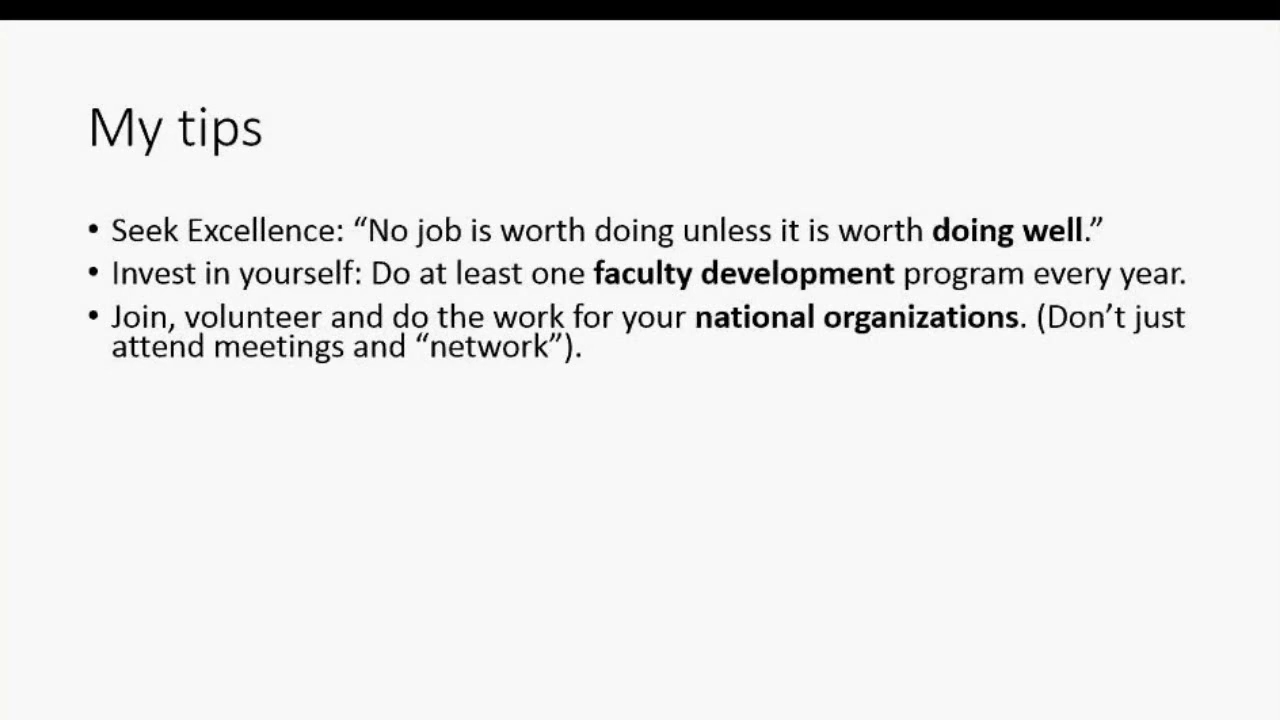 My tips
• Seek Excellence: “No job is worth doing unless it is worth doing well.”
• Invest in yourself: Do at least one faculty development program every year.
• Join, volunteer and do the work for your national organizations. (Don’t just
attend meetings and “network”).